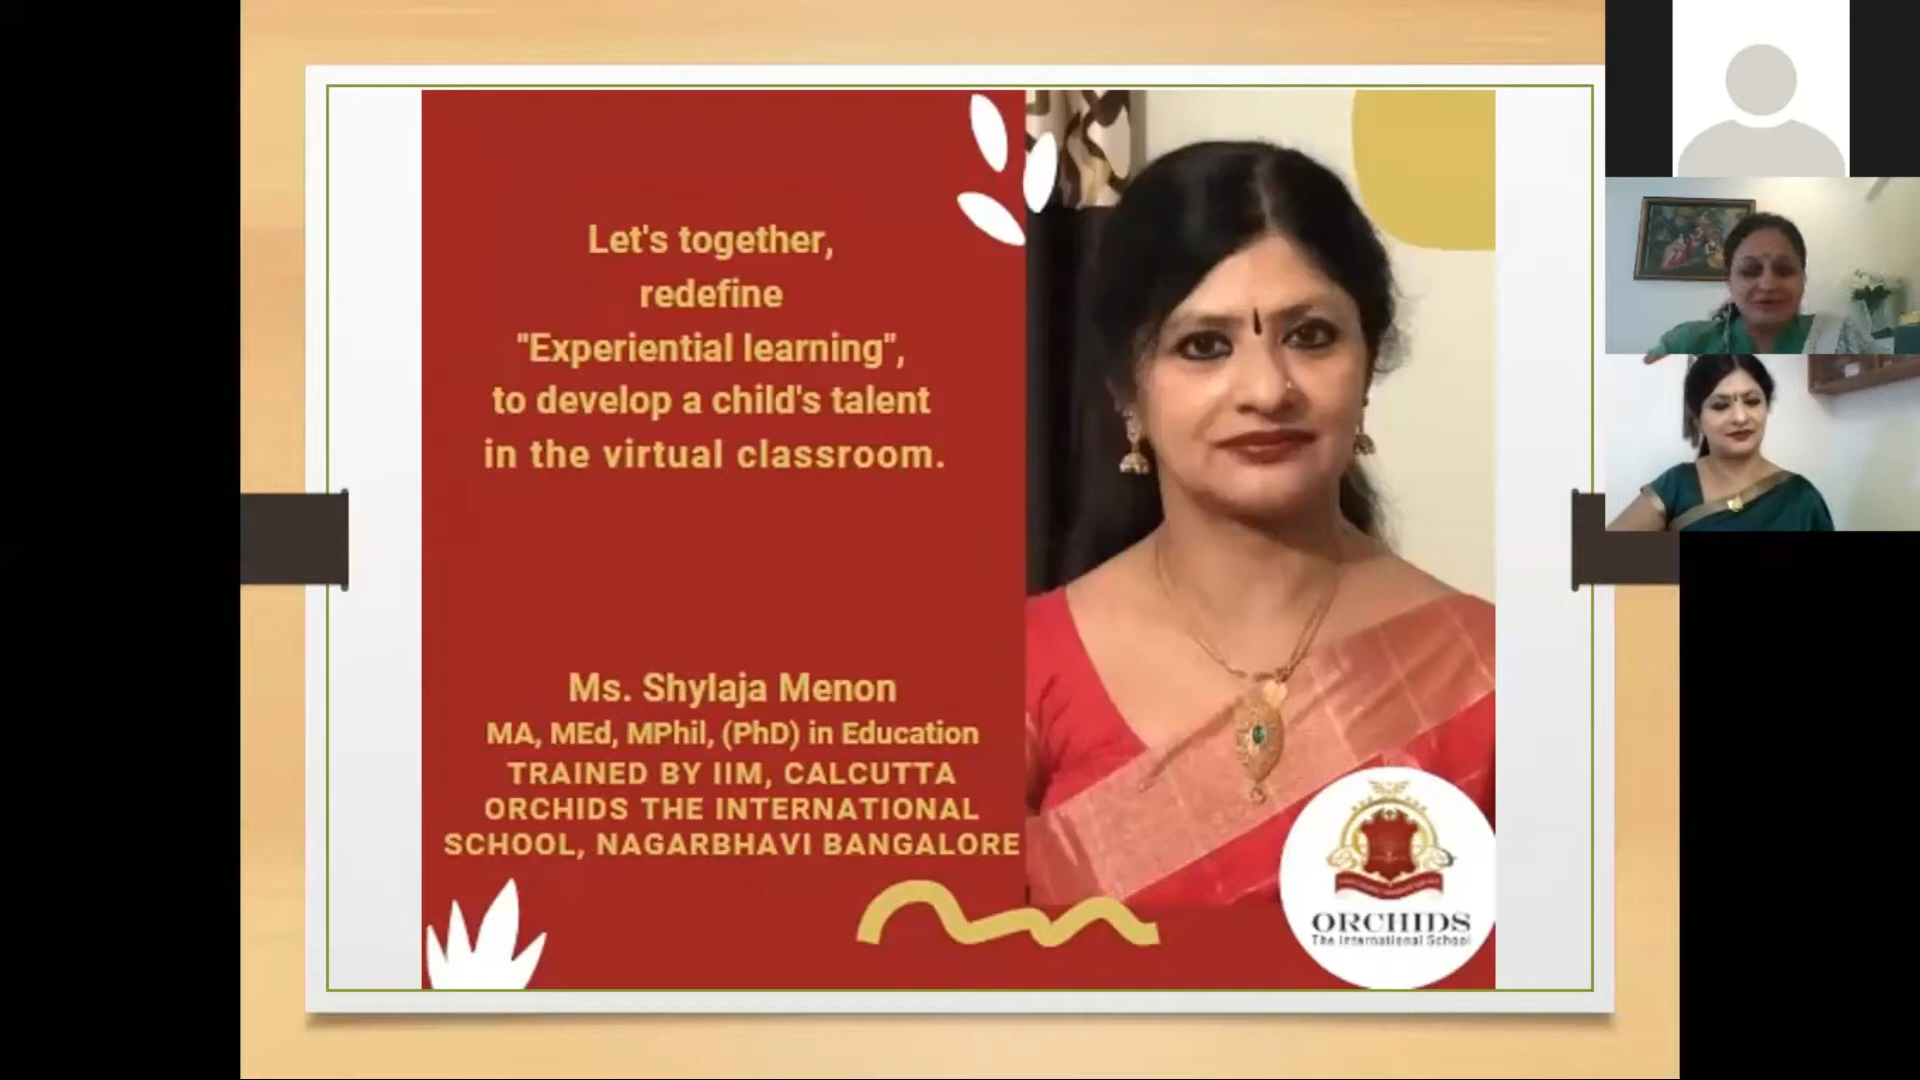 Let's together,
redefine
"Experiential learning",
to develop a child's talent
in the virtual classroom.
Ms. Shylaja Menon
MA, MEd, MPhil, (PhD) in Education
TRAINED BY IIM, CALCUTTA
ORCHIDS THE INTERNATIONAL
SCHOOL, NAGARBHAVI BANGALORE
ORCHIDS
The International School